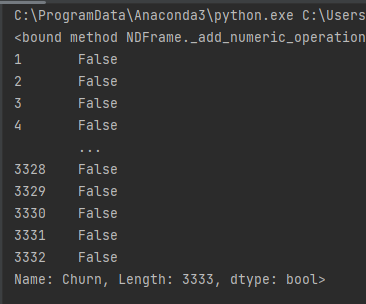 C:\ProgramData\Anaconda3\python.exe C:\Users
<bound method NDFrame._add_numeric_operation
1 False
2 False
3 False
4 False
...
3328 False
3329 False
3330 False
3331 False
3332 False
Name: Churn, Length: 3333, dtype: bool>